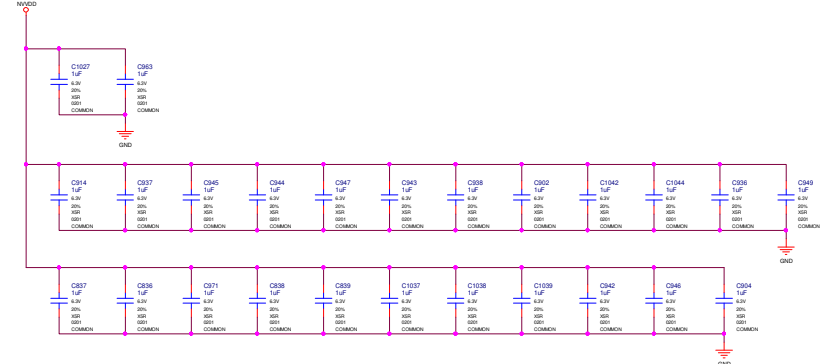 NVVDD
C1027 C963
1uF 1uF
6.3V 6.3V
20% 20%
X5R X5R
0201 0201
COMMON COMMON
GND
C914 C937 C945 C944 C947 C943 C938 C902 C1042 C1044 C936 C949
1uF 1uF 1uF 1uF 1uF 1uF 1uF 1uF 1uF 1uF 1uF 1uF
6.3V 6.3V 6.3V 6.3V 6.3V 6.3V 6.3V 6.3V 6.3V 6.3V 6.3V 6.3V
20% 20% 20% 20% 20% 20% 20% 20% 20% 20% 20% 20%
X5R X5R X5R X5R X5R X5R X5R X5R X5R X5R X5R X5R
0201 0201 0201 0201 0201 0201 0201 0201 0201 0201 0201 0201
COMMON COMMON COMMON COMMON COMMON COMMON COMMON COMMON COMMON COMMON COMMON COMMON
GND
C837 C836 C971 C838 C839 C1037 C1038 C1039 C942 C946 C904
1uF 1uF 1uF 1uF 1uF 1uF 1uF 1uF 1uF 1uF 1uF
6.3V 6.3V 6.3V 6.3V 6.3V 6.3V 6.3V 6.3V 6.3V 6.3V 6.3V
20% 20% 20% 20% 20% 20% 20% 20% 20% 20% 20%
X5R X5R X5R X5R X5R X5R X5R X5R X5R X5R X5R
0201 0201 0201 0201 0201 0201 0201 0201 0201 0201 0201
COMMON COMMON COMMON COMMON COMMON COMMON COMMON COMMON COMMON COMMON COMMON
GND